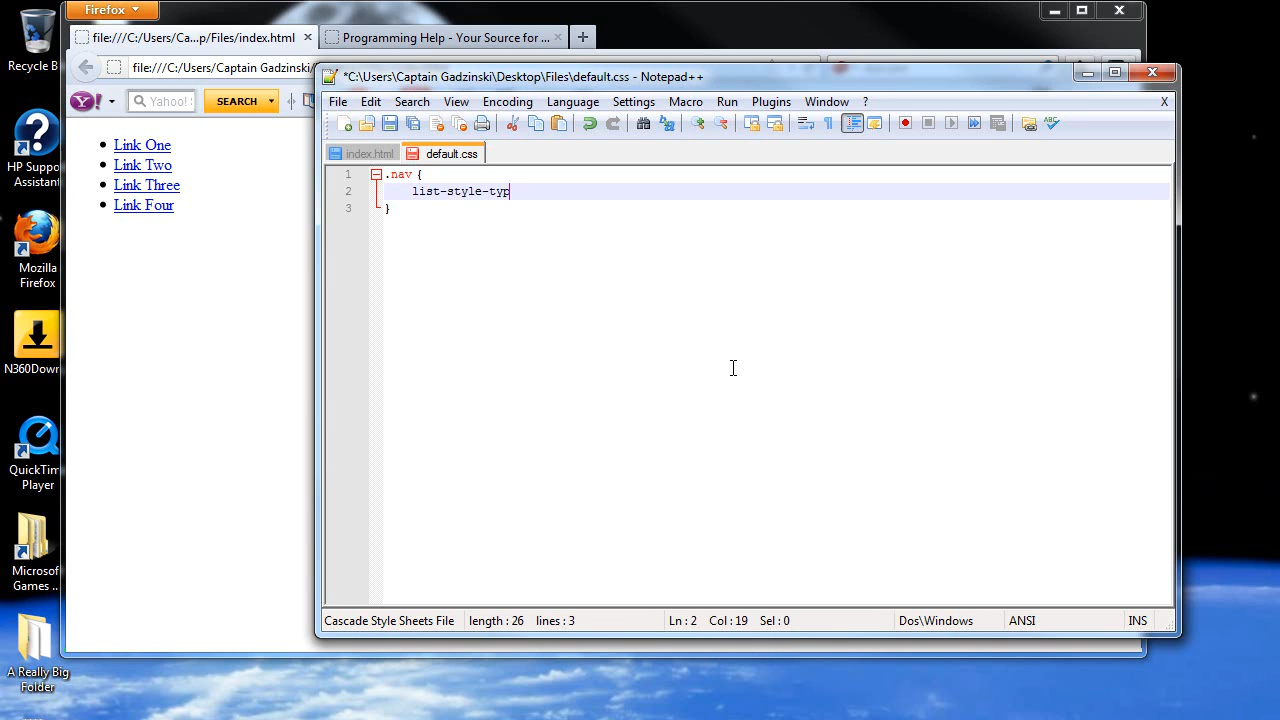 Firefox
file:///C:/Users/Ca...p/Files/index.html
Programming Help - Your Source for ...
file:///C:/Users/Captain Gadzinski/
Yahoo!
SEARCH
Link One
Link Two
Link Three
Link Four
*C:\Users\Captain Gadzinski\Desktop\Files\default.css - Notepad++
File Edit Search View Encoding Language Settings Macro Run Plugins Window ? X
index.html default.css
1 .nav {
2 list-style-typ
3 }
Cascade Style Sheets File length : 26 lines : 3 Ln : 2 Col : 19 Sel : 0 Dos\Windows ANSI INS
Recycle B
HP Suppo
Assistan
Mozilla
Firefox
N360Down
QuickTim
Player
Microsof
Games ...
A Really Big
Folder